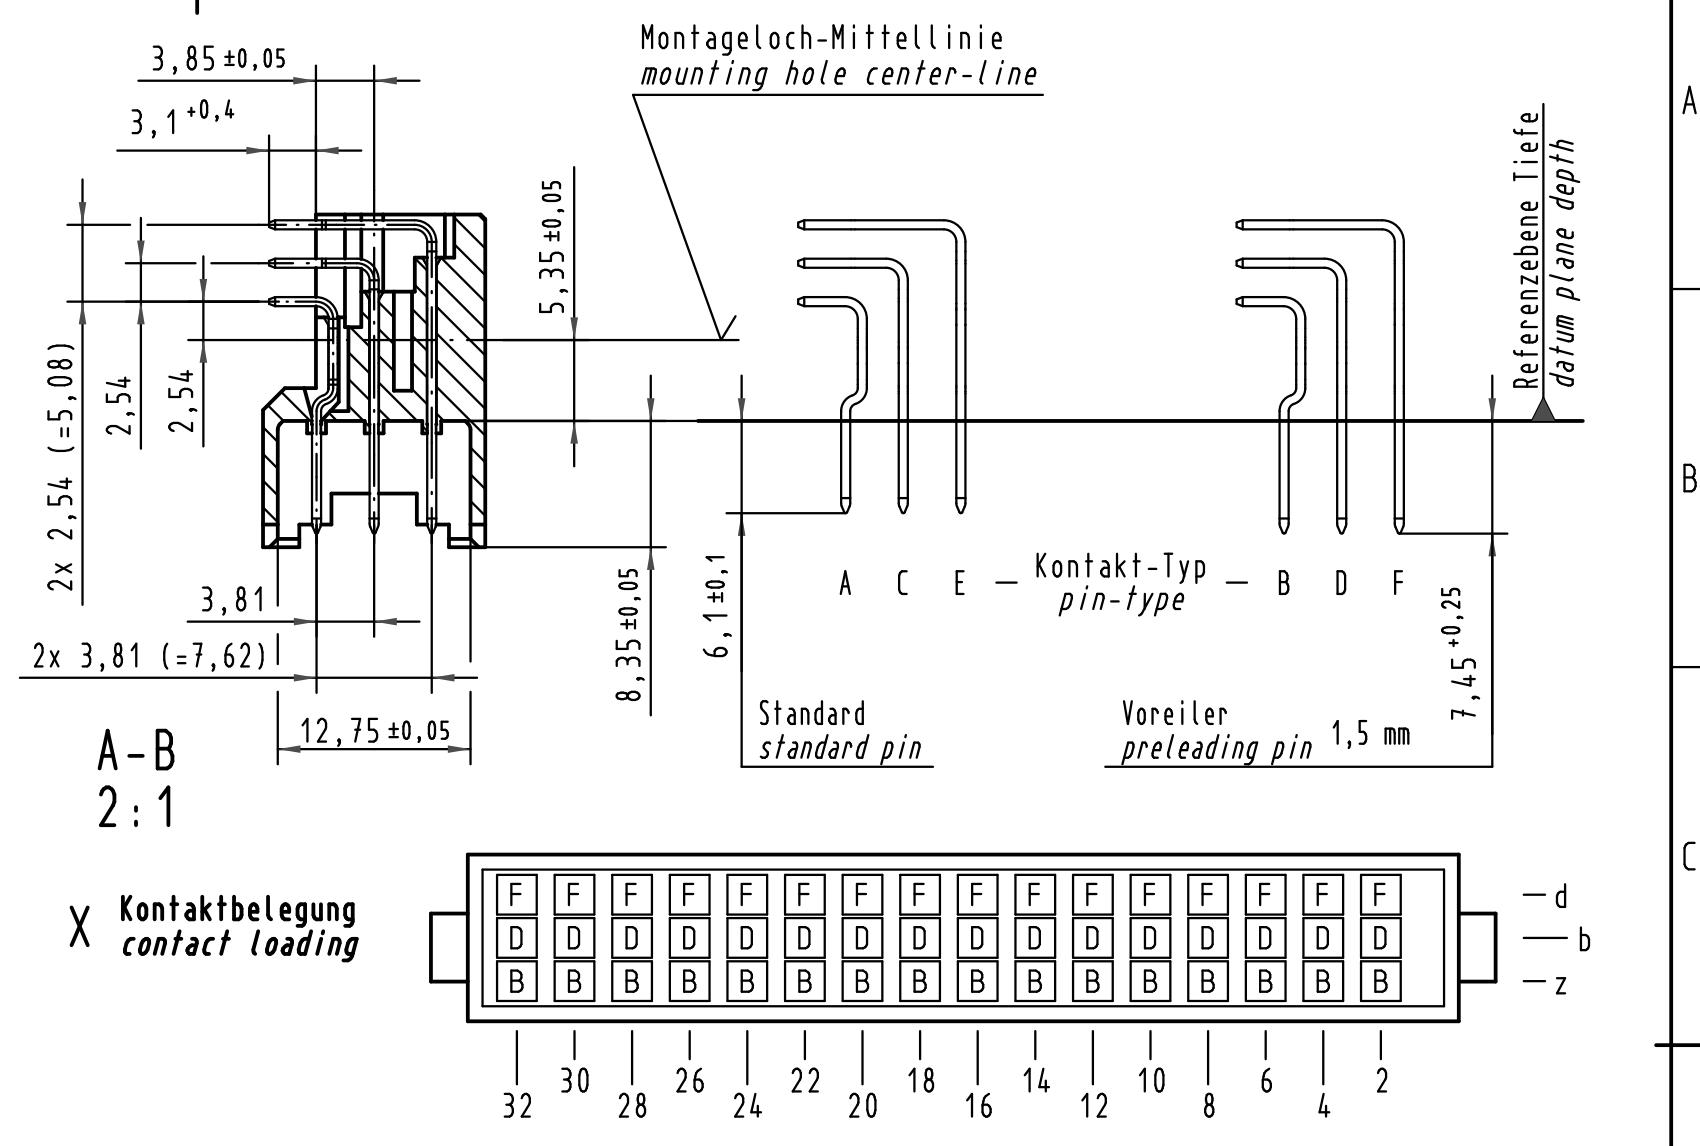 3,85 ±0,05
3,1 +0,4
Montageloch-Mittellinie
mounting hole center-line
A
Referenzebene Tiefe
datum plane depth
5,35 ±0,05
2x 2,54 (=5,08)
2,54
2,54
B
3,81
2x 3,81 (=7,62)
12,75 ±0,05
8,35 ±0,05
6,1 ±0,1
A C E — Kontakt-Typ — B D F
pin-type
7,45 +0,25
Standard
standard pin
Voreiler
preleading pin 1,5 mm
A-B
2:1
C
X Kontaktbelegung
contact loading
F F F F F F F F F F F F F F F F — d
D D D D D D D D D D D D D D D D — b
B B B B B B B B B B B B B B B B — z
30 26 22 18 14 10 6 2
32 28 24 20 16 12 8 4